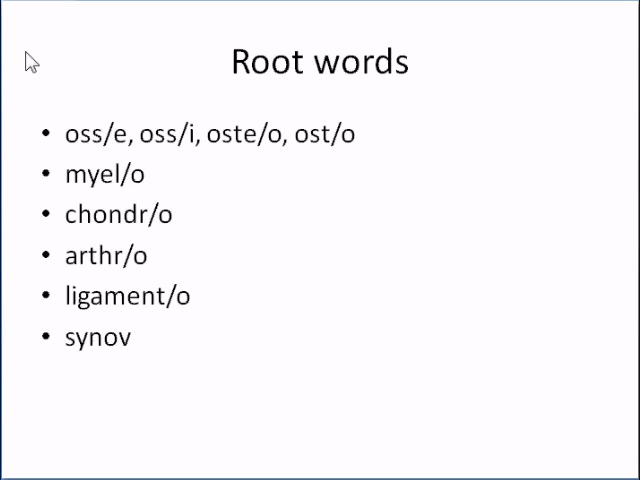 Root words
• oss/e, oss/i, oste/o, ost/o
• myel/o
• chondr/o
• arthr/o
• ligament/o
• synov